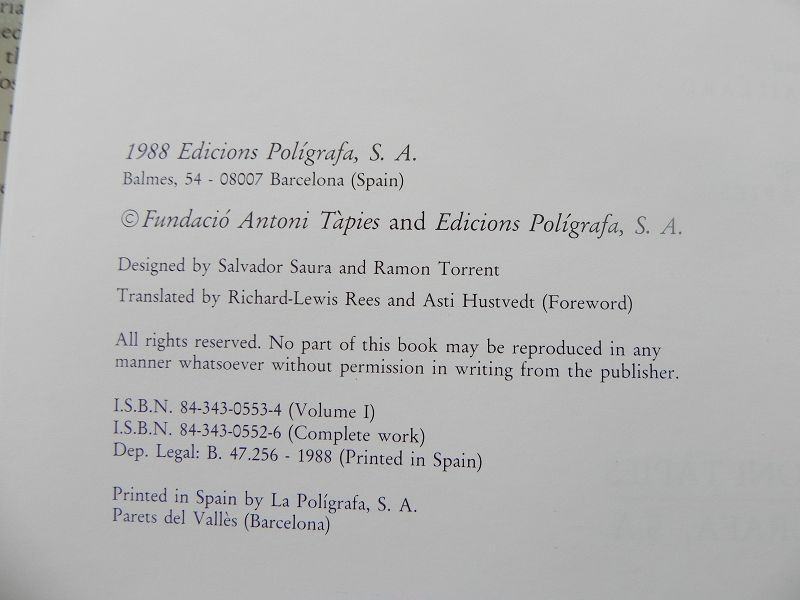 1988 Edicions Polígrafa, S. A.
Balmes, 54 - 08007 Barcelona (Spain)
©Fundació Antoni Tàpies and Edicions Polígrafa, S. A.
Designed by Salvador Saura and Ramon Torrent
Translated by Richard-Lewis Rees and Asti Hustvedt (Foreword)
All rights reserved. No part of this book may be reproduced in any
manner whatsoever without permission in writing from the publisher.
I.S.B.N. 84-343-0553-4 (Volume I)
I.S.B.N. 84-343-0552-6 (Complete work)
Dep. Legal: B. 47.256 - 1988 (Printed in Spain)
Printed in Spain by La Polígrafa, S. A.
Parets del Vallès (Barcelona)